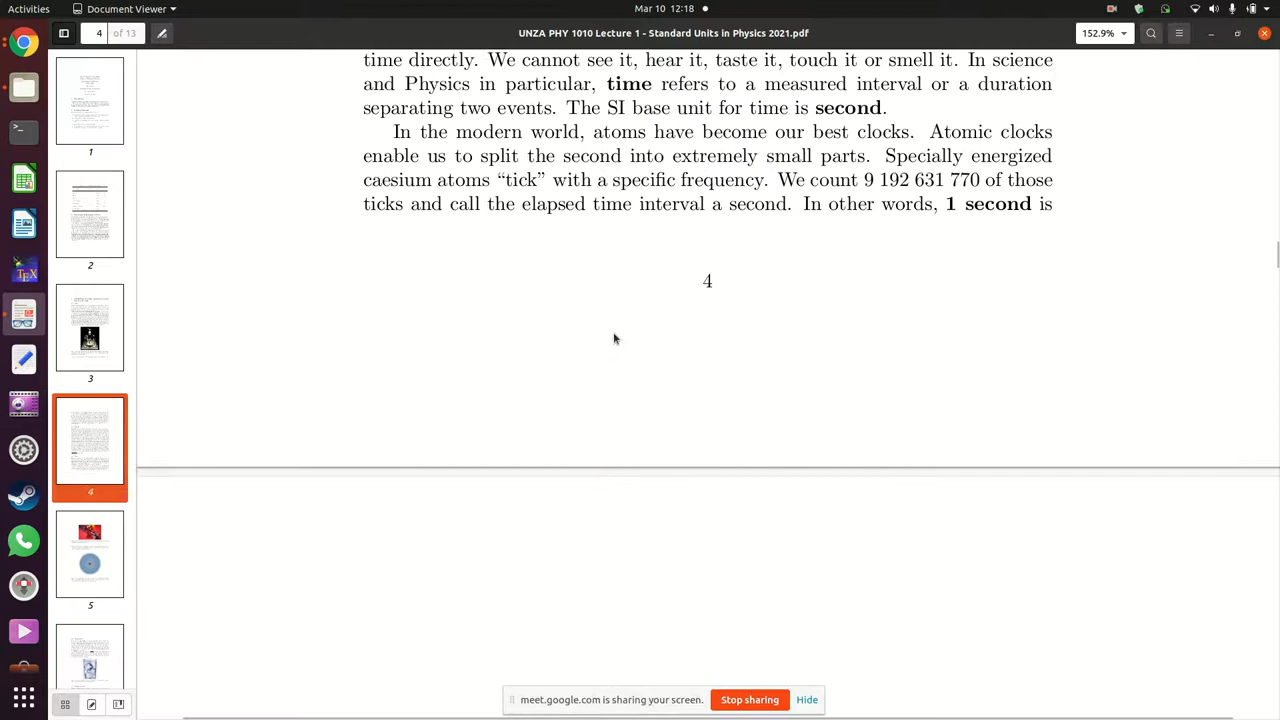 Activities
Document Viewer
Mar 10 12:18
4
of 13
UNZA PHY 1010 Lecture 1 - Standard Units in Physics 2021.pdf
152.9%
time directly. We cannot see it, hear it, taste it, touch it or smell it. In science
and Physics in particular, time refers to a measured interval or a duration
separating two events. The SI base unit for time is second.
In the modern world, atoms have become our best clocks. Atomic clocks
enable us to split the second into extremely small parts. Specially energized
caesium atoms “tick” with a specific frequency. We count 9 192 631 770 of those
ticks and call the elapsed time interval a second. In other words, 1 second is
4
1
2
3
4
5
TEX
meet.google.com is sharing your screen.
Stop sharing
Hide